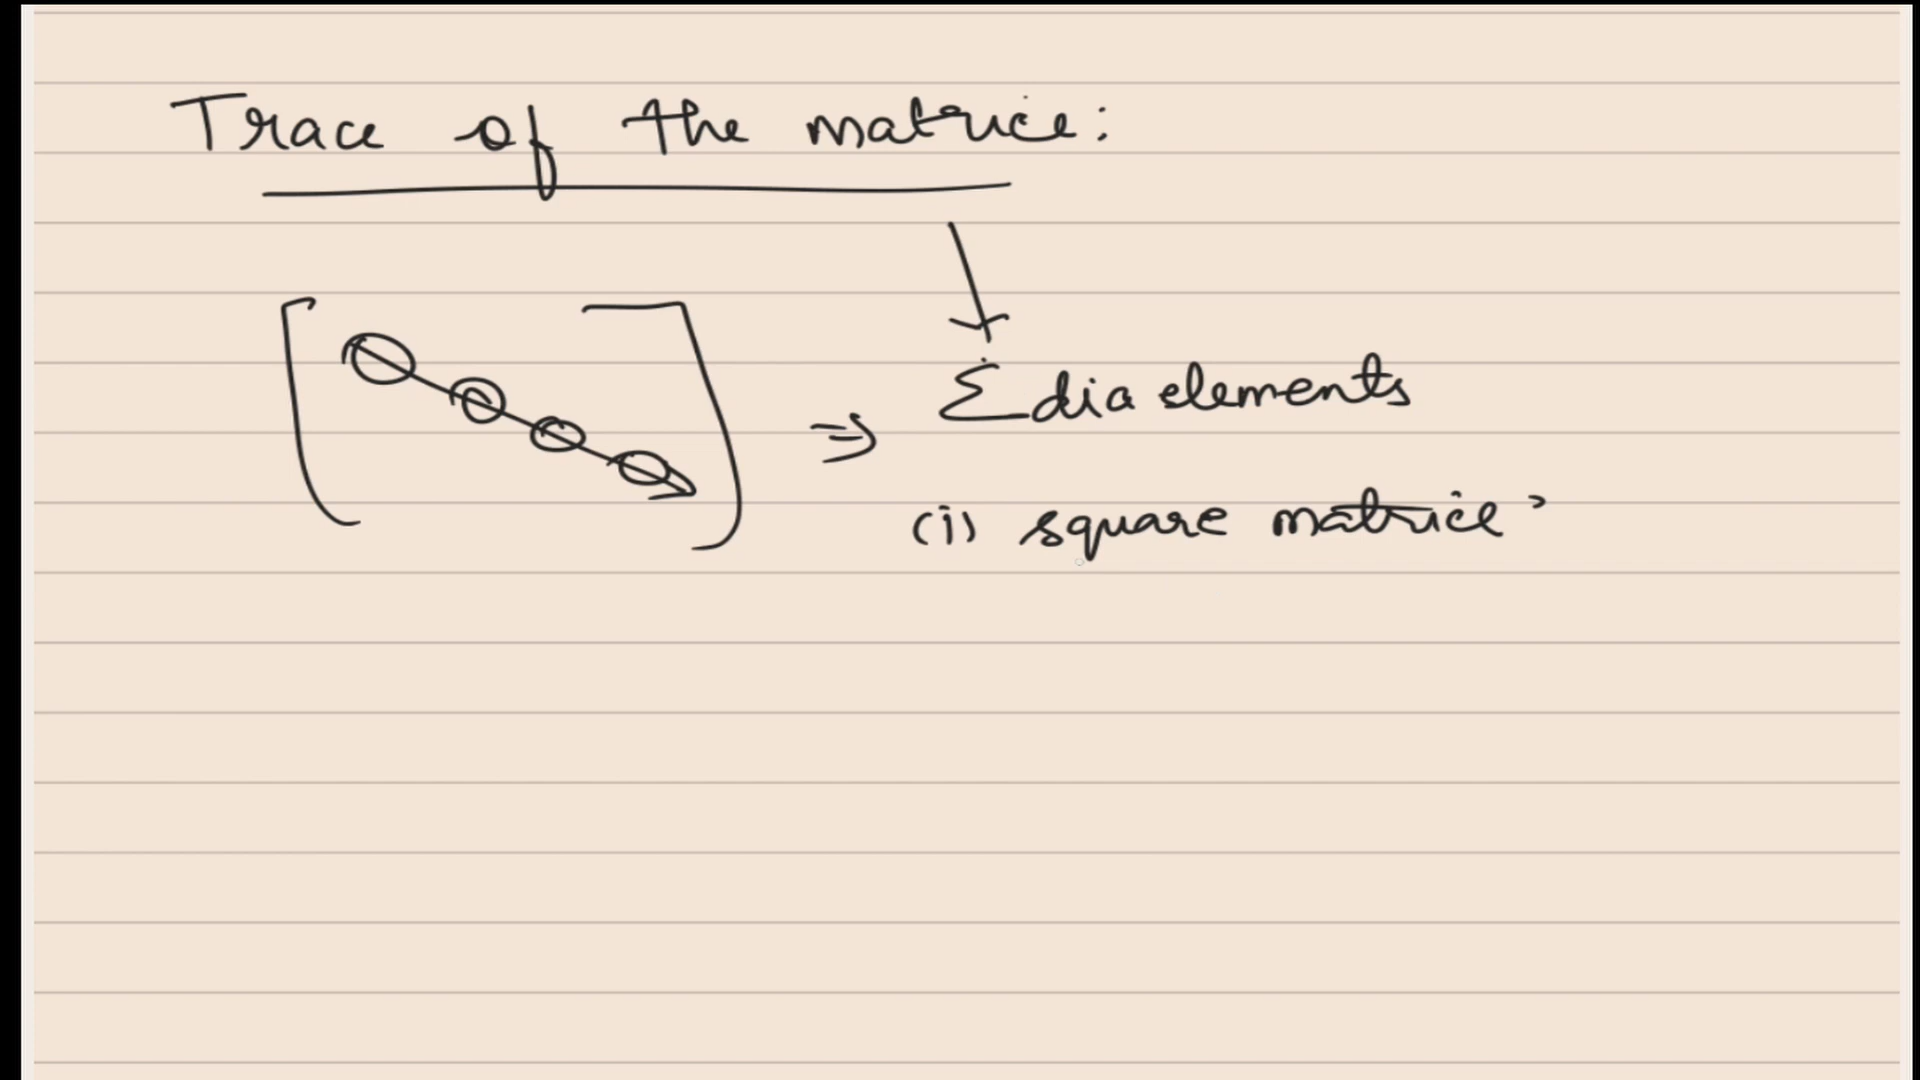 Trace of the matrice:
⇒ Σ dia elements
(i) square matrice